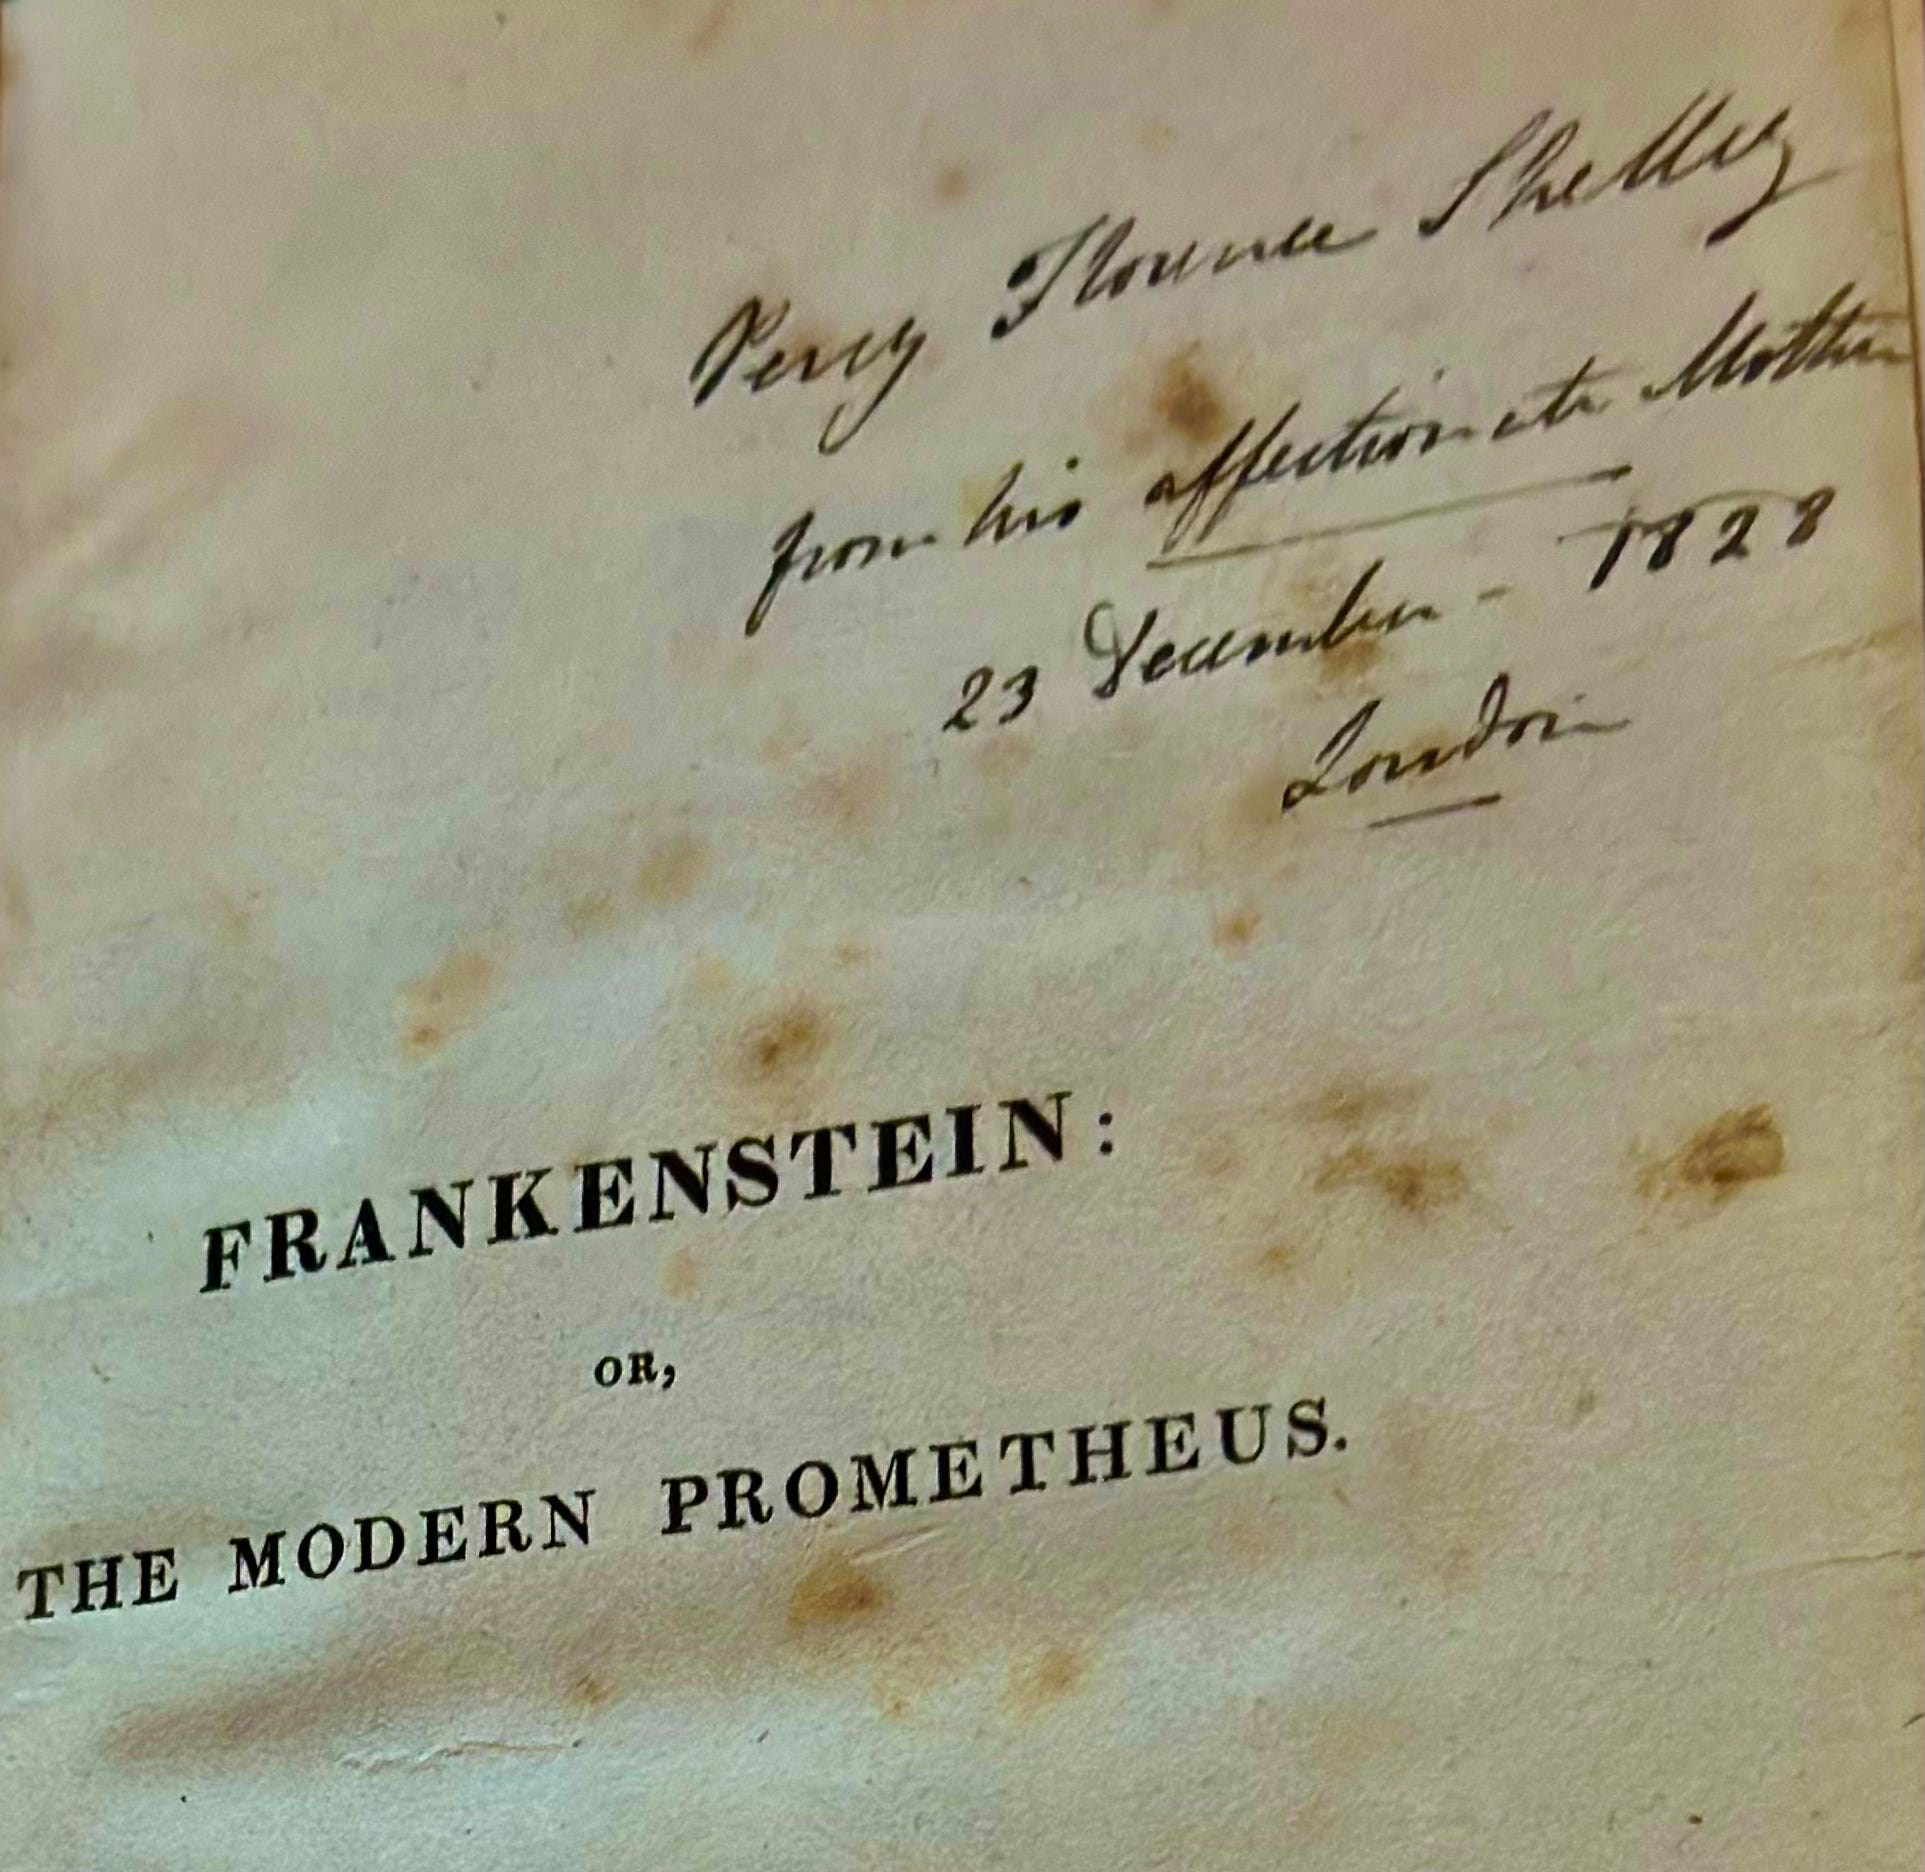 Percy Florence Shelley
from his affectionate Mother
23 December - 1828
London
FRANKENSTEIN:
OR,
THE MODERN PROMETHEUS.